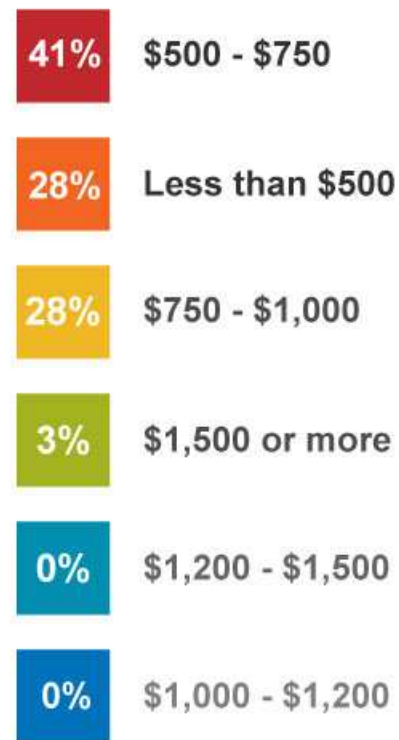 41% $500 - $750
28% Less than $500
28% $750 - $1,000
3% $1,500 or more
0% $1,200 - $1,500
0% $1,000 - $1,200